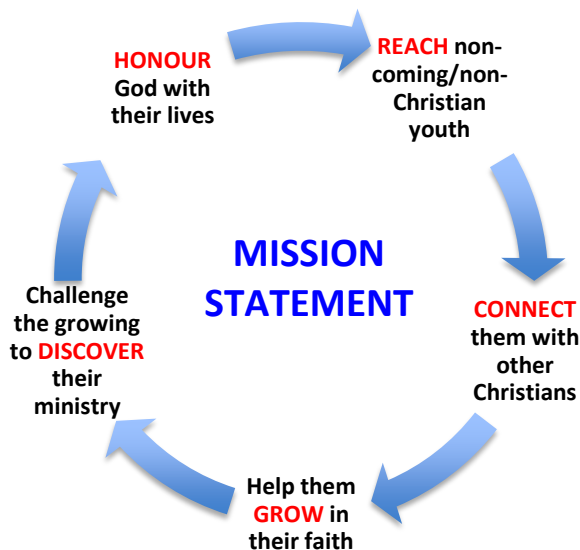 MISSION
STATEMENT
REACH non-
coming/non-
Christian
youth
CONNECT
them with
other
Christians
Help them
GROW in
their faith
Challenge
the growing
to DISCOVER
their
ministry
HONOUR
God with
their lives